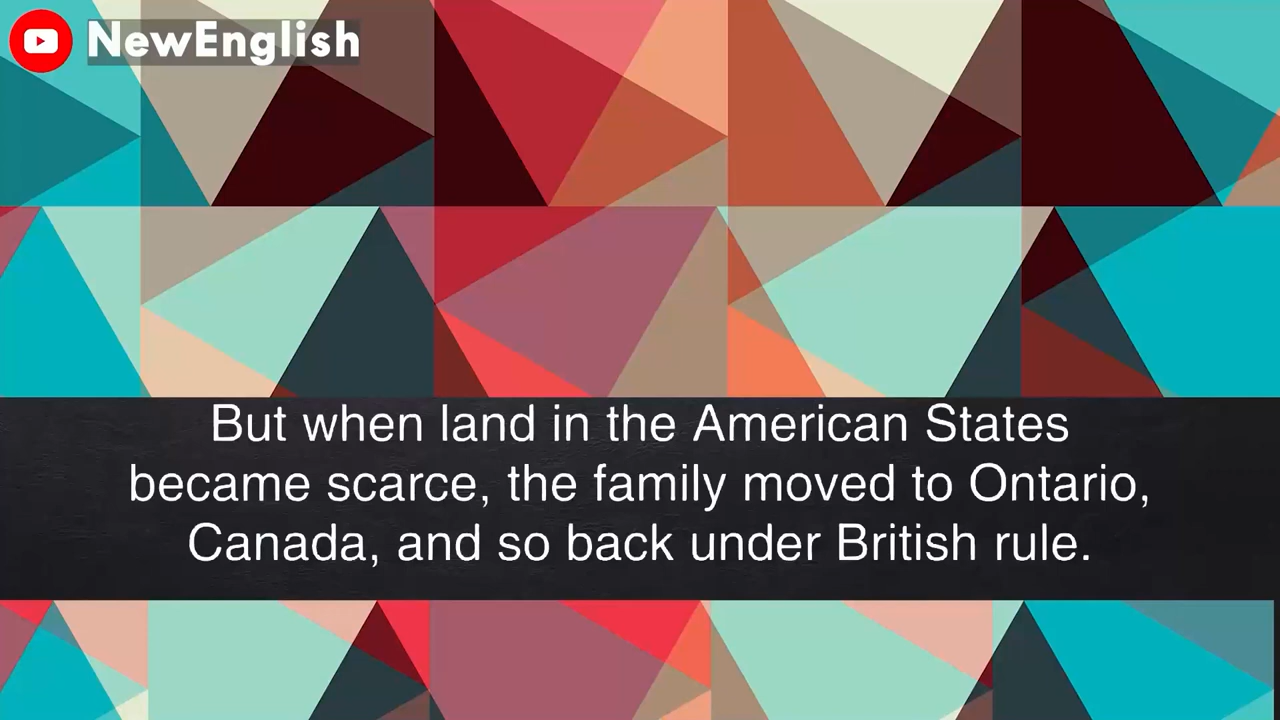 NewEnglish
But when land in the American States
became scarce, the family moved to Ontario,
Canada, and so back under British rule.